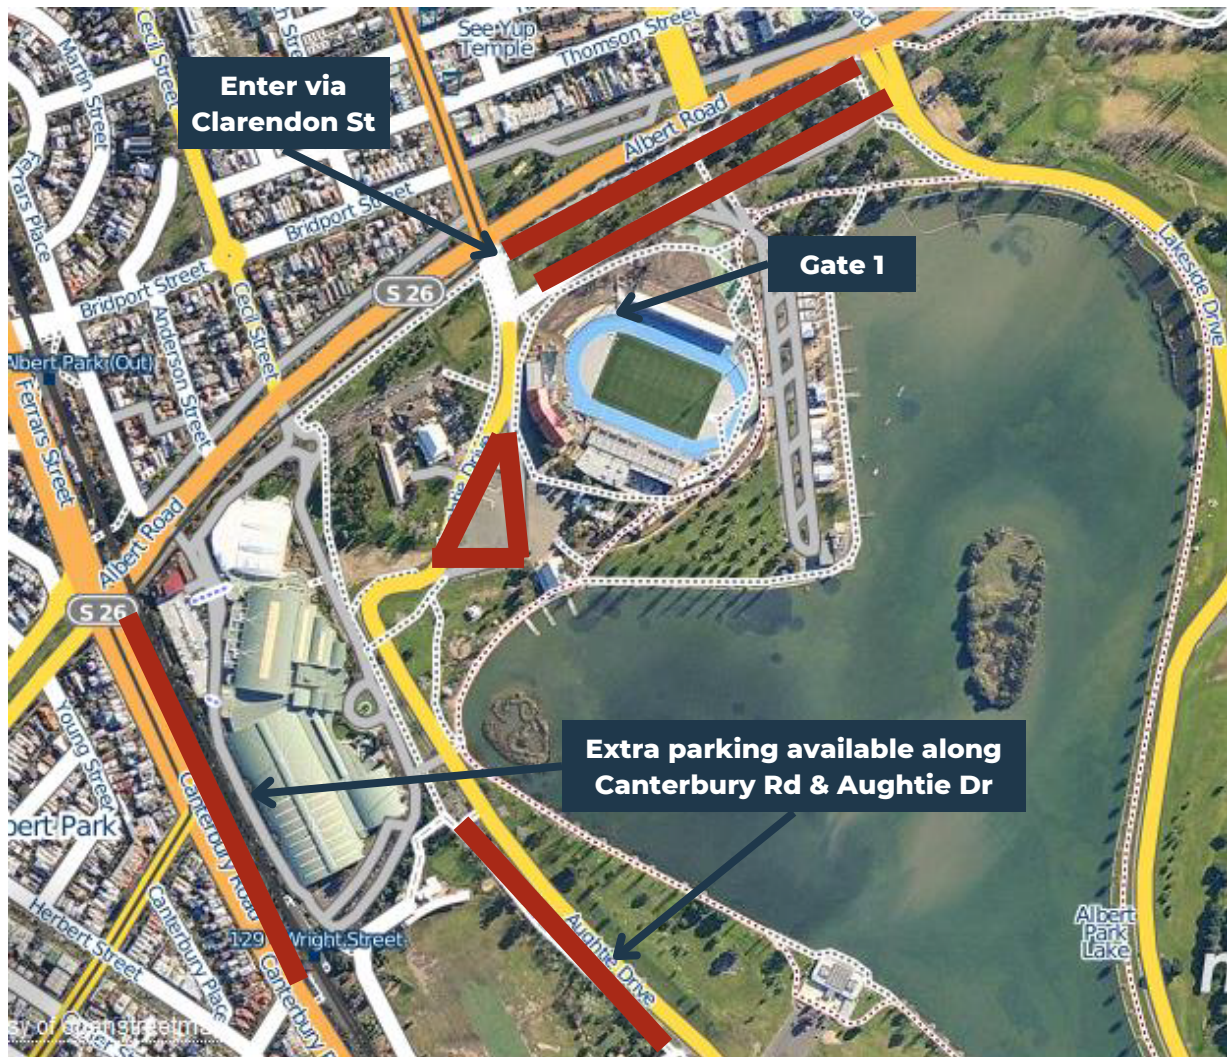 See Yup
Temple
Thomson Street
Martin Street
Cecil Street
Enter via
Clarendon St
Albert Road
Bridport Street
Gate 1
Lakeside Drive
S 26
Bridport Street
Cecil Street
Anderson Street
Albert Park (Out)
Ferrars Street
Albert Road
S 26
Young Street
Extra parking available along
Canterbury Rd & Aughtie Dr
Canterbury Road
Herbert Street
Canterbury Place
129
Wright Street
Aughtie Drive
Albert
Park
Lake